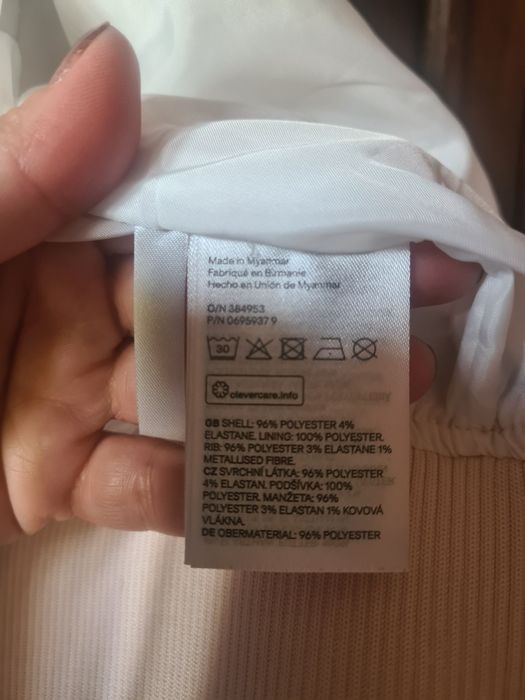 Made in Myanmar
Fabriqué en Birmanie
Hecho en Unión de Myanmar
O/N 384953
P/N 0695937 9
30
clevercare.info
GB SHELL: 96% POLYESTER 4%
ELASTANE. LINING: 100% POLYESTER.
RIB: 96% POLYESTER 3% ELASTANE 1%
METALLISED FIBRE.
CZ SVRCHNÍ LÁTKA: 96% POLYESTER
4% ELASTAN. PODŠÍVKA: 100%
POLYESTER. MANŽETA: 96%
POLYESTER 3% ELASTAN 1% KOVOVÁ
VLÁKNA.
DE OBERMATERIAL: 96% POLYESTER